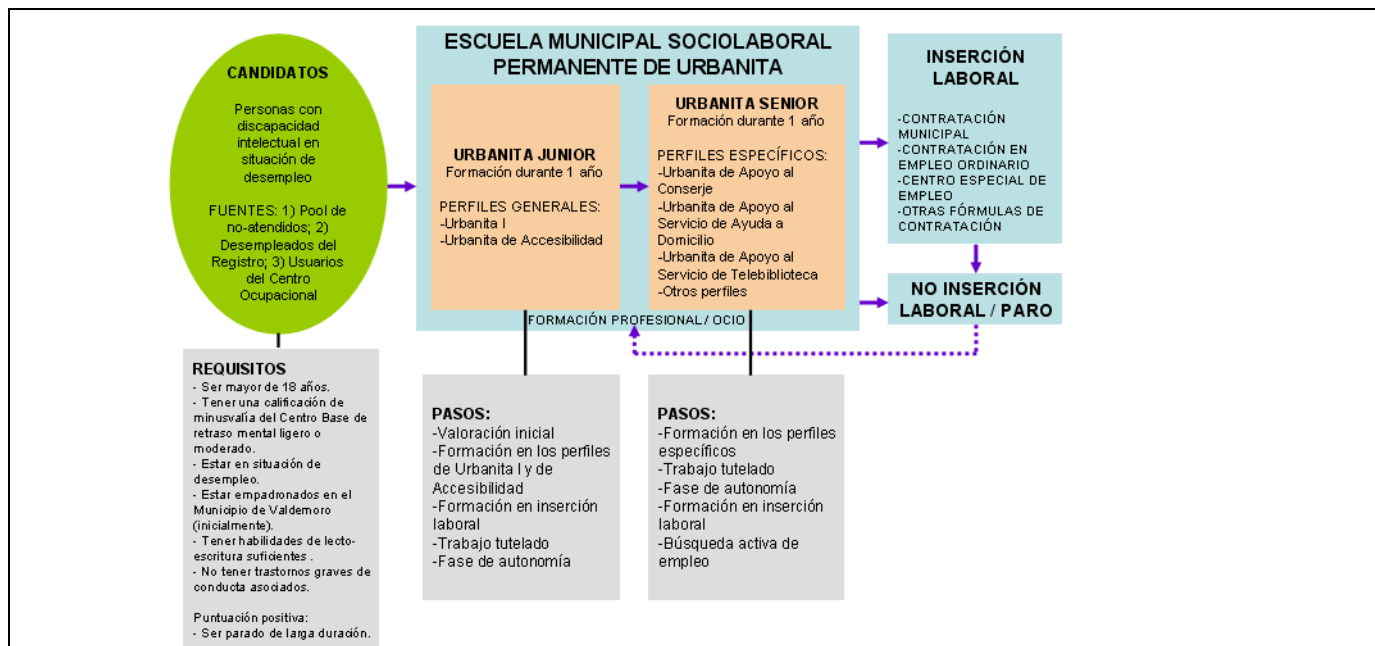 CANDIDATOS
Personas con
discapacidad
intelectual en
situación de
desempleo
FUENTES: 1) Pool de
no-atendidos; 2)
Desempleados del
Registro; 3) Usuarios
del Centro
Ocupacional
REQUISITOS
- Ser mayor de 18 años.
- Tener una calificación de
minusvalía del Centro Base de
retraso mental ligero o
moderado.
- Estar en situación de
desempleo.
- Estar empadronados en el
Municipio de Valdemoro
(inicialmente).
- Tener habilidades de lecto-
escritura suficientes .
- No tener trastornos graves de
conducta asociados.
Puntuación positiva:
- Ser parado de larga duración.
ESCUELA MUNICIPAL SOCIOLABORAL
PERMANENTE DE URBANITA
URBANITA JUNIOR
Formación durante 1 año
PERFILES GENERALES:
-Urbanita I
-Urbanita de Accesibilidad
URBANITA SENIOR
Formación durante 1 año
PERFILES ESPECÍFICOS:
-Urbanita de Apoyo al
Conserje
-Urbanita de Apoyo al
Servicio de Ayuda a
Domicilio
-Urbanita de Apoyo al
Servicio de Telebiblioteca
-Otros perfiles
FORMACIÓN PROFESIONAL / OCIO
PASOS:
-Valoración inicial
-Formación en los perfiles
de Urbanita I y de
Accesibilidad
-Formación en inserción
laboral
-Trabajo tutelado
-Fase de autonomía
PASOS:
-Formación en los perfiles
específicos
-Trabajo tutelado
-Fase de autonomía
-Formación en inserción
laboral
-Búsqueda activa de
empleo
INSERCIÓN
LABORAL
-CONTRATACIÓN
MUNICIPAL
-CONTRATACIÓN EN
EMPLEO ORDINARIO
-CENTRO ESPECIAL DE
EMPLEO
-OTRAS FÓRMULAS DE
CONTRATACIÓN
NO INSERCIÓN
LABORAL / PARO